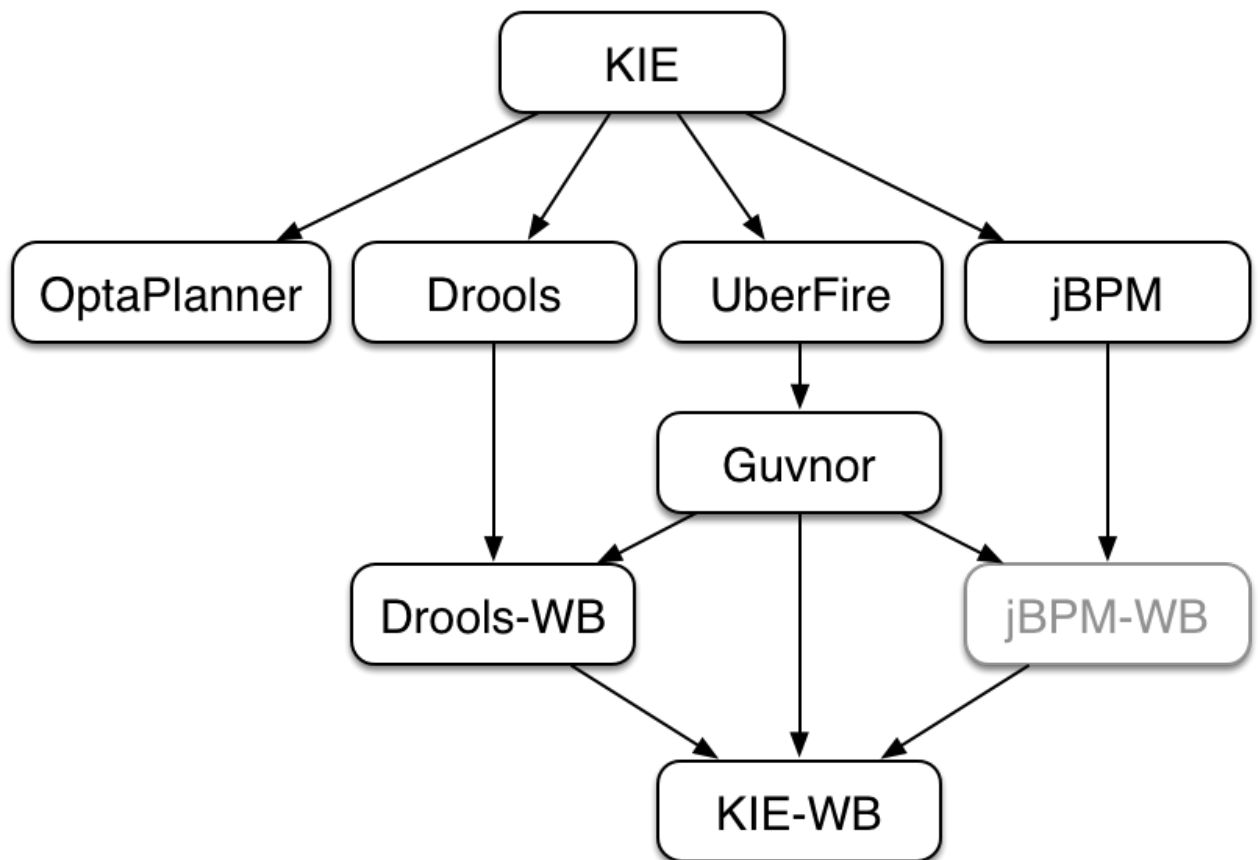 KIE
OptaPlanner
Drools
UberFire
jBPM
Guvnor
Drools-WB
jBPM-WB
KIE-WB